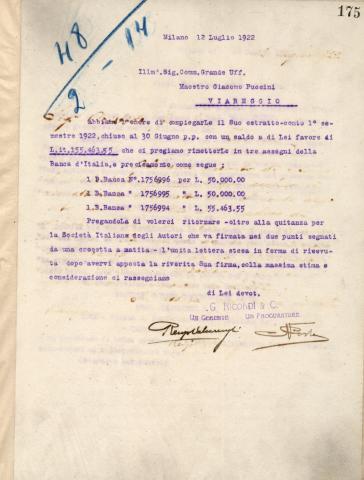 175
48
2-14
Milano 12 Luglio 1922
Illmº.Sig.Comm.Grande Uff.
Maestro Giacomo Puccini
VIAREGGIO
Abbiamo l'onore di compiegarLe il Suo estratto-conto 1º se-
mestre 1922, chiuso al 30 Giugno p.p. con un saldo a di Lei favore di
L.it.155.463,55 che ci pregiamo rimetterLe in tre assegni della
Banca d'Italia, e precisamente come segue ;
1 B.Banca Nº.1756996 per L. 50,000.00
1 B.Banca " 1756995 " L. 50,000.00
1 B.Banca " 1756994 " L. 55.463.55
PregandoLa di volerci ritornare -oltre alla quitanza per
la Società Italiana degli Autori che va firmata nei due punti segnati
da una crocetta a matita- l'unita lettera stesa in forma di ricevu-
ta dopo avervi apposta la riverita Sua firma, colla massima stima e
considerazione ci rassegniamo
di Lei devot.
G. RICORDI & C.
UN GERENTE UN PROCURATORE